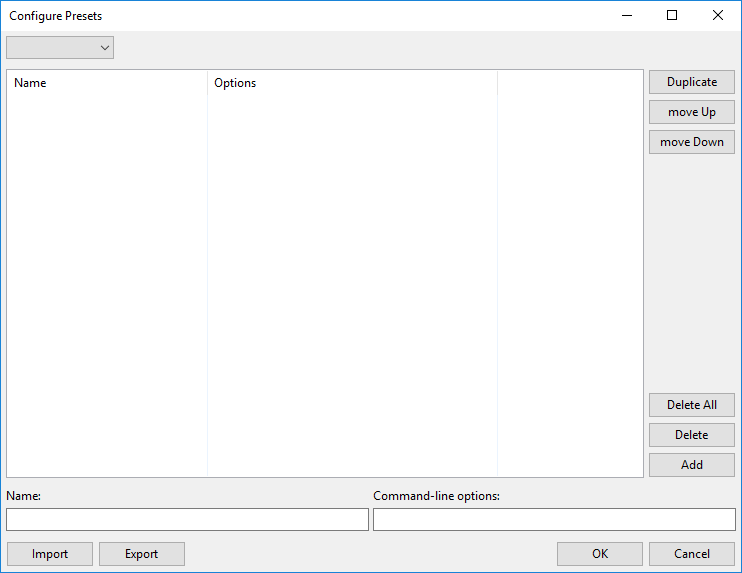 Configure Presets
Name
Options
Duplicate
move Up
move Down
Delete All
Delete
Add
Name:
Command-line options:
Import
Export
OK
Cancel